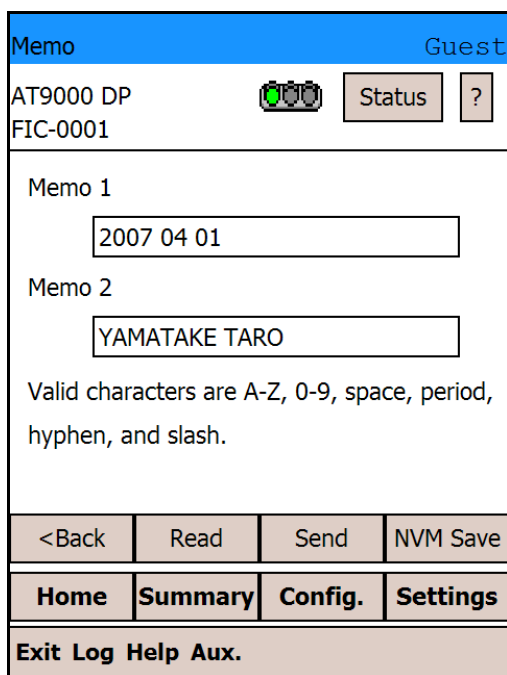 Memo Guest
AT9000 DP Status ?
FIC-0001
Memo 1
2007 04 01
Memo 2
YAMATAKE TARO
Valid characters are A-Z, 0-9, space, period,
hyphen, and slash.
<Back Read Send NVM Save
Home Summary Config. Settings
Exit Log Help Aux.